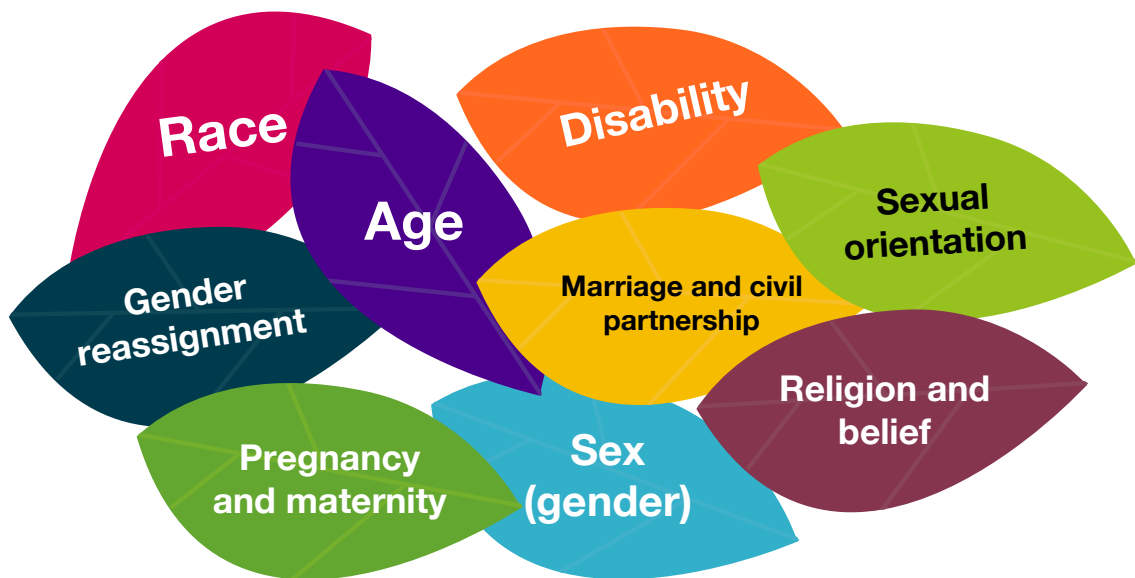 Race
Disability
Age
Sexual
orientation
Gender
reassignment
Marriage and civil
partnership
Religion and
belief
Pregnancy
and maternity
Sex
(gender)